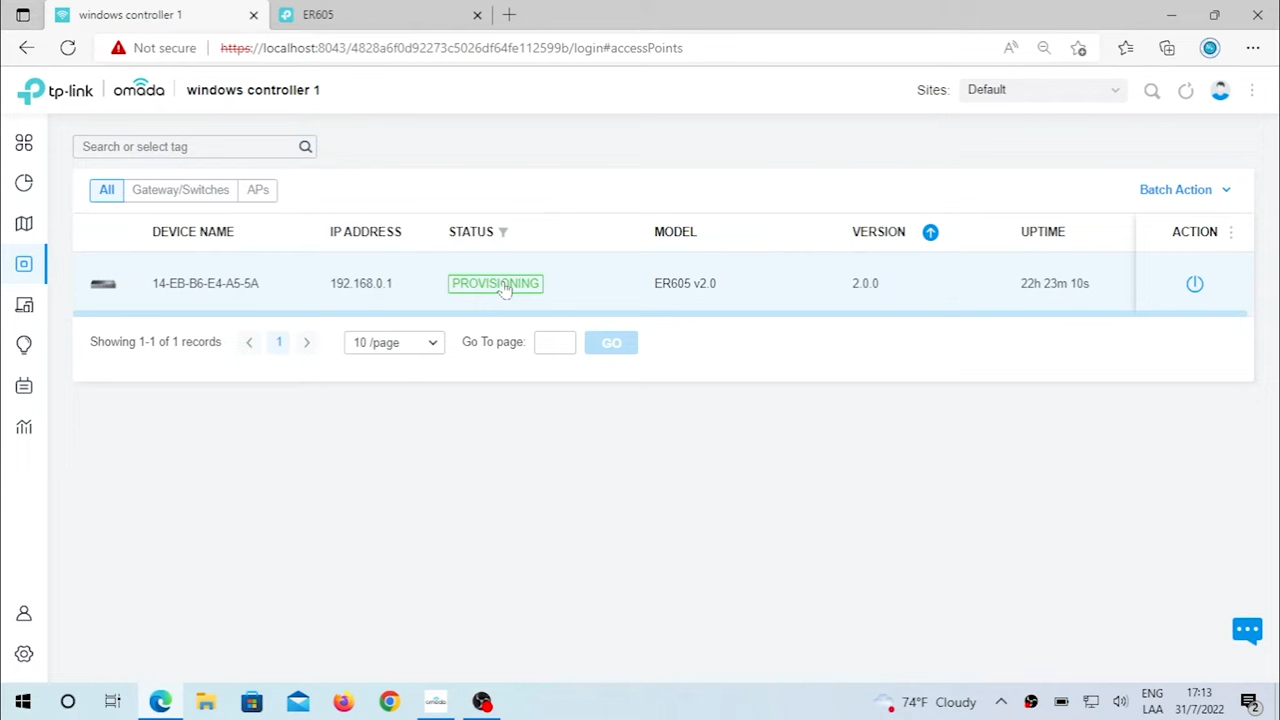 windows controller 1
ER605
Not secure
https://localhost:8043/4828a6f0d92273c5026df64fe112599b/login#accessPoints
tp-link
omada
windows controller 1
Sites:
Default
Search or select tag
All
Gateway/Switches
APs
Batch Action
DEVICE NAME
IP ADDRESS
STATUS
MODEL
VERSION
UPTIME
ACTION
14-EB-B6-E4-A5-5A
192.168.0.1
PROVISIONING
ER605 v2.0
2.0.0
22h 23m 10s
Showing 1-1 of 1 records
1
10 /page
Go To page:
GO
omada
74°F Cloudy
ENG
LAA
17:13
31/7/2022
2